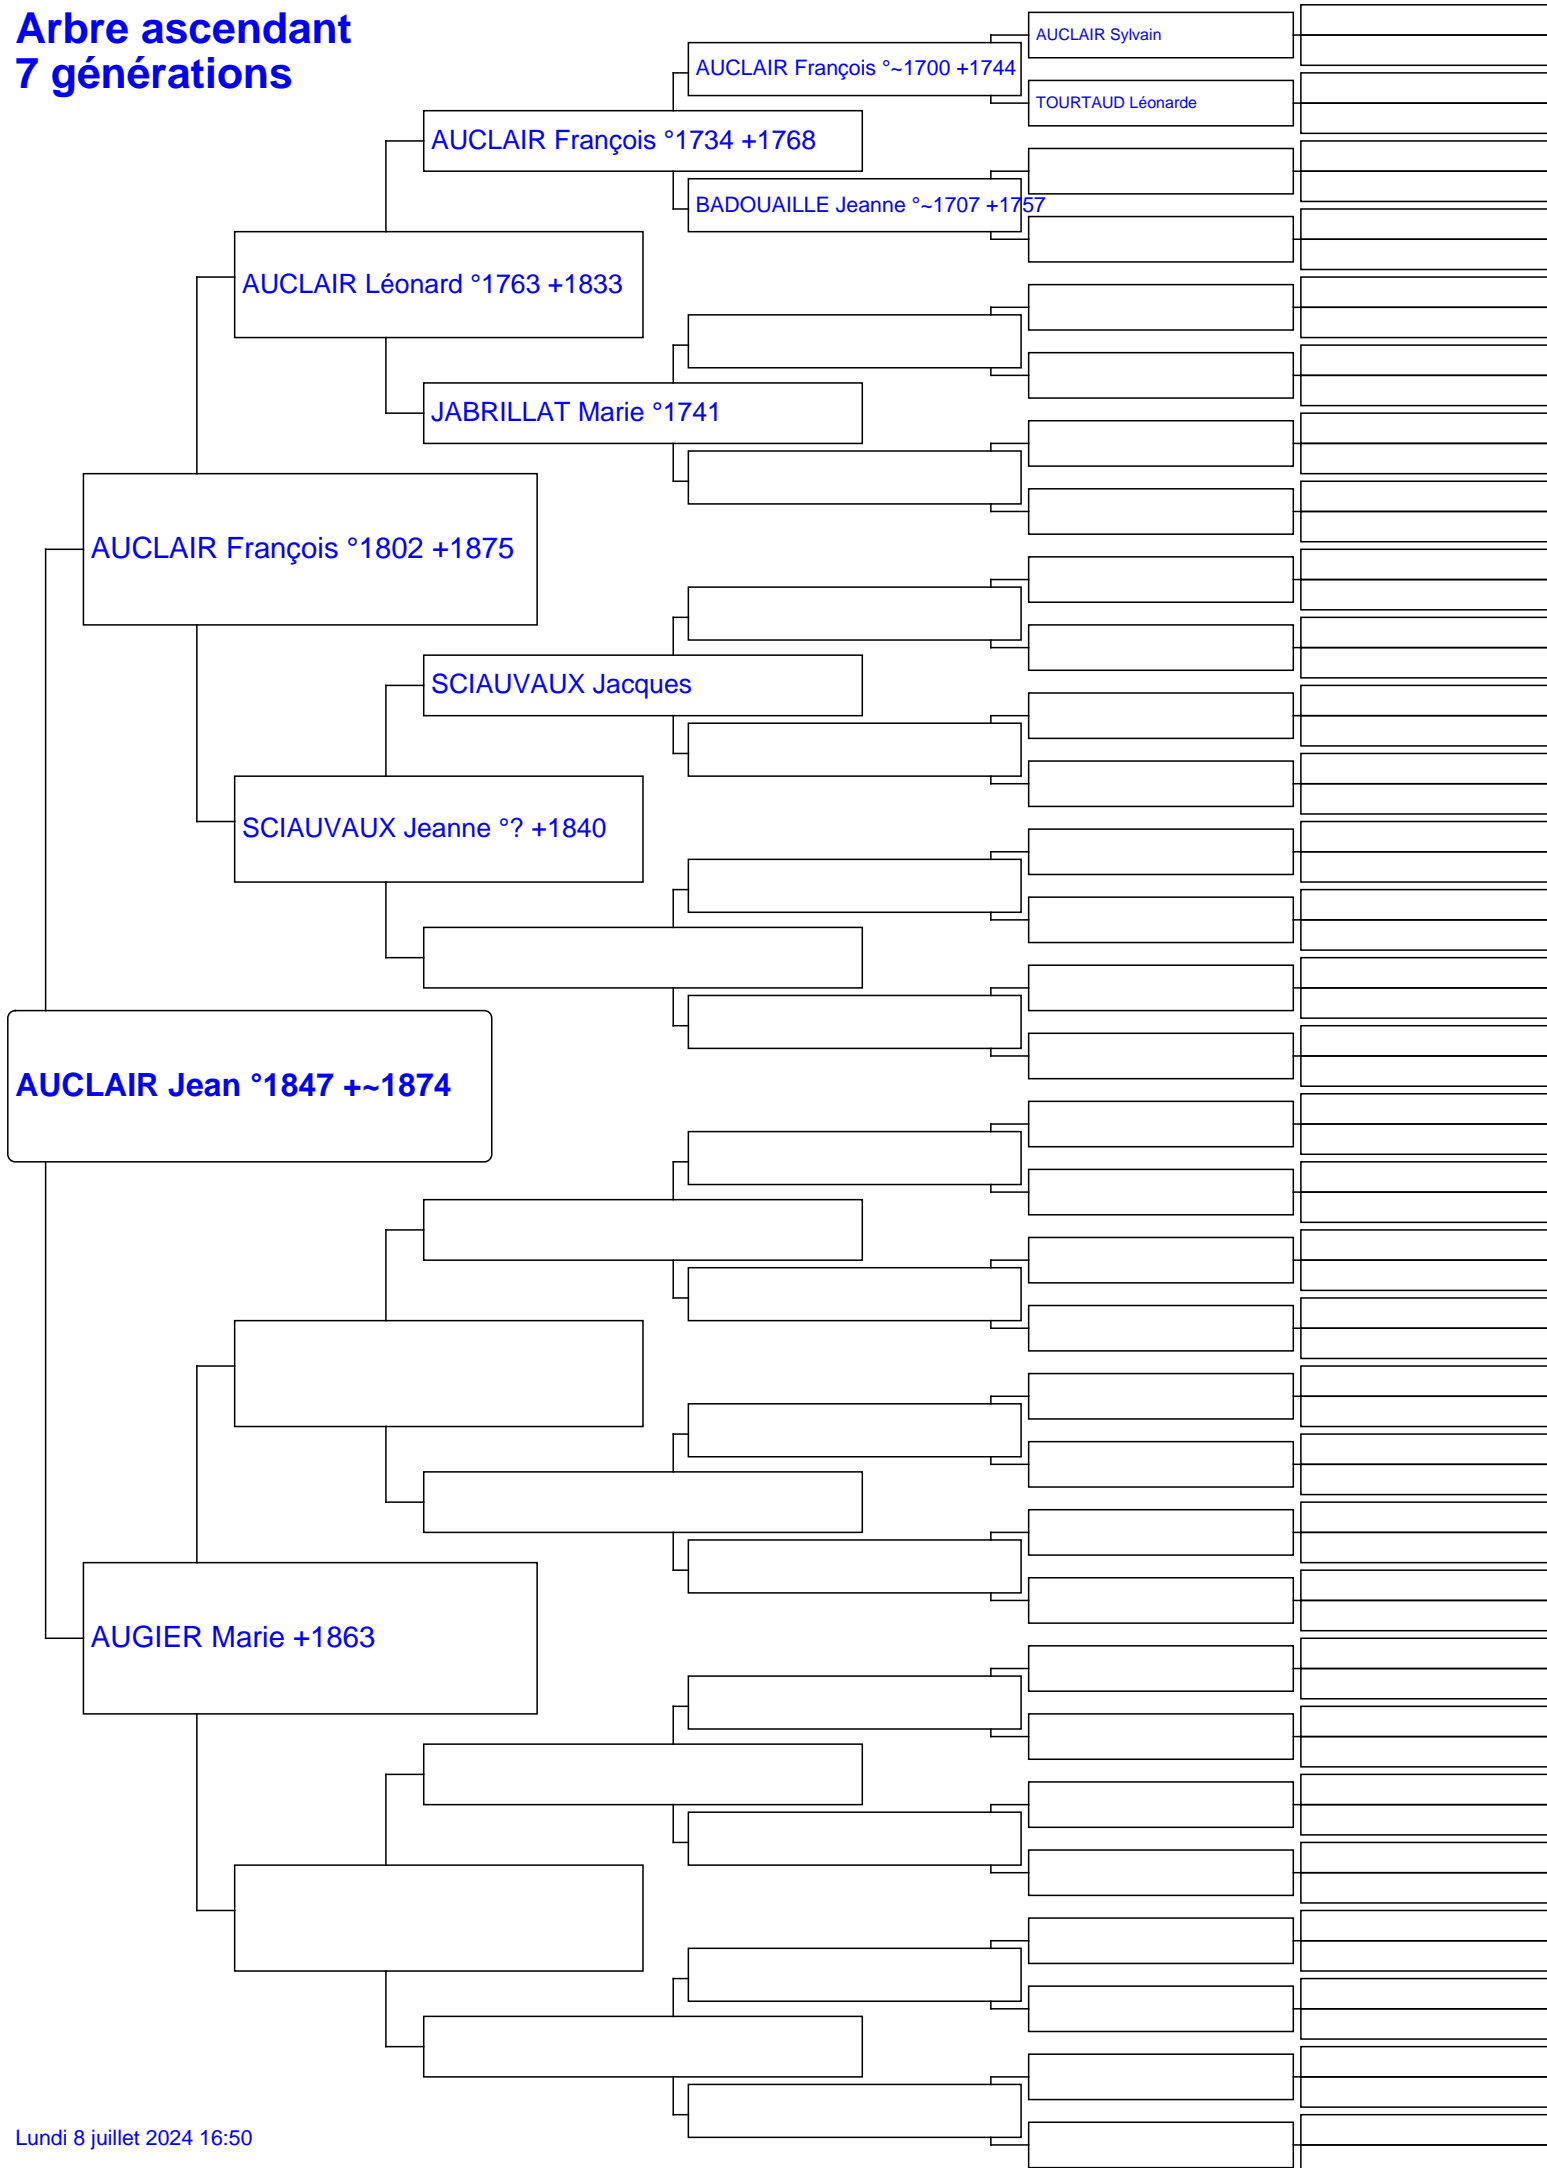 Arbre ascendant
7 générations
AUCLAIR Sylvain
AUCLAIR François °~1700 +1744
TOURTAUD Léonarde
AUCLAIR François °1734 +1768
BADOUAILLE Jeanne °~1707 +1757
AUCLAIR Léonard °1763 +1833
JABRILLAT Marie °1741
AUCLAIR François °1802 +1875
SCIAUVAUX Jacques
SCIAUVAUX Jeanne °? +1840
AUCLAIR Jean °1847 +~1874
AUGIER Marie +1863
Lundi 8 juillet 2024 16:50